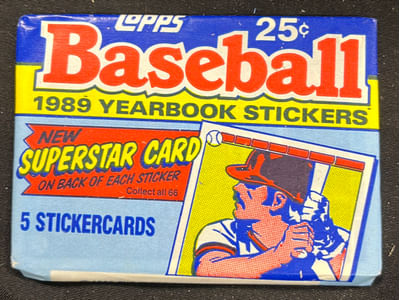 Topps 25¢
Baseball
1989 YEARBOOK STICKERS
NEW
SUPERSTAR CARD
ON BACK OF EACH STICKER
Collect all 66
5 STICKERCARDS